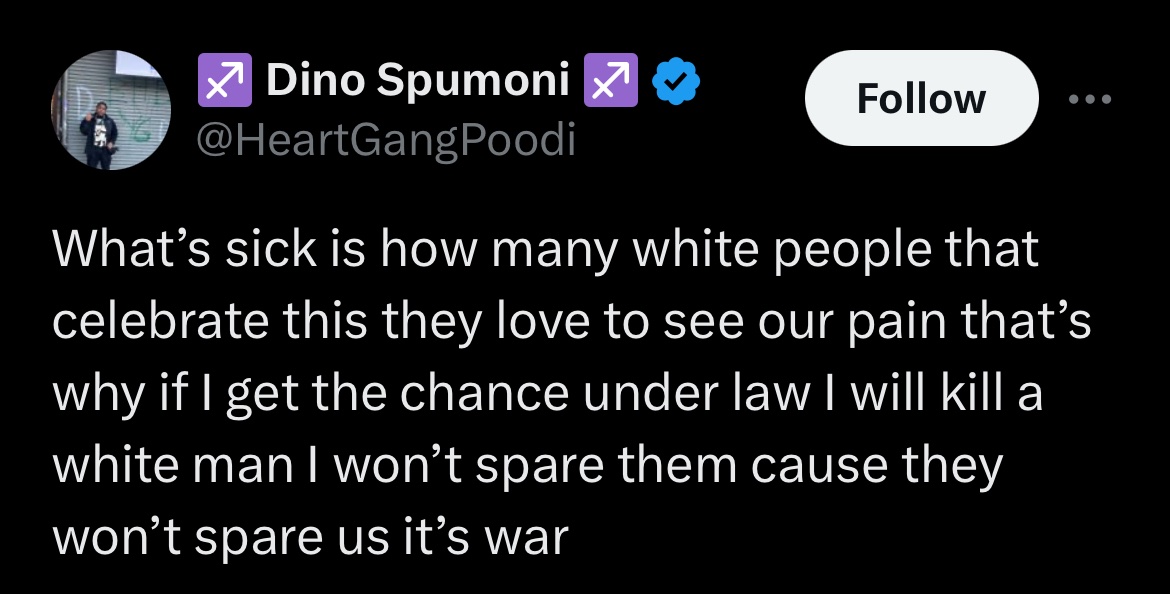 ♐ Dino Spumoni ♐
Follow
@HeartGangPoodi
What’s sick is how many white people that
celebrate this they love to see our pain that’s
why if I get the chance under law I will kill a
white man I won’t spare them cause they
won’t spare us it’s war